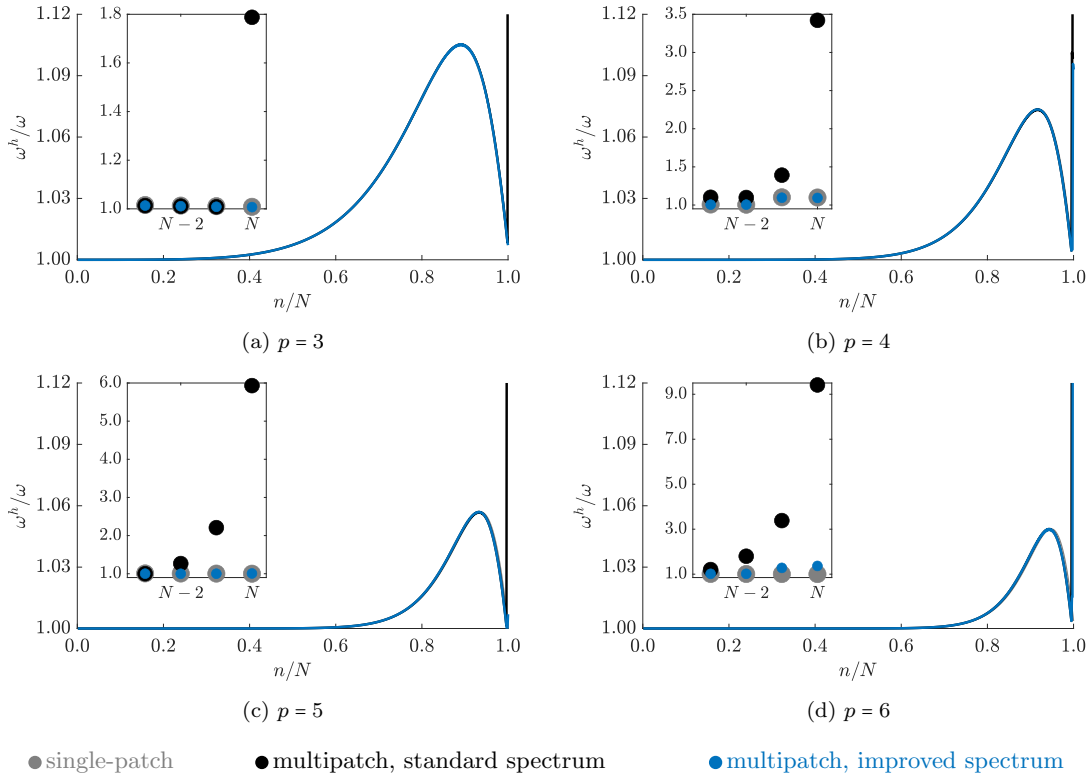 1.12
1.09
1.06
1.03
1.00
ω^h/ω
0.0 0.2 0.4 0.6 0.8 1.0
n/N
1.8
1.6
1.4
1.2
1.0
N − 2 N
(a) p = 3
1.12
1.09
1.06
1.03
1.00
ω^h/ω
0.0 0.2 0.4 0.6 0.8 1.0
n/N
3.5
3.0
2.5
2.0
1.5
1.0
N − 2 N
(b) p = 4
1.12
1.09
1.06
1.03
1.00
ω^h/ω
0.0 0.2 0.4 0.6 0.8 1.0
n/N
6.0
5.0
4.0
3.0
2.0
1.0
N − 2 N
(c) p = 5
1.12
1.09
1.06
1.03
1.00
ω^h/ω
0.0 0.2 0.4 0.6 0.8 1.0
n/N
9.0
7.0
5.0
3.0
1.0
N − 2 N
(d) p = 6
single-patch
multipatch, standard spectrum
multipatch, improved spectrum